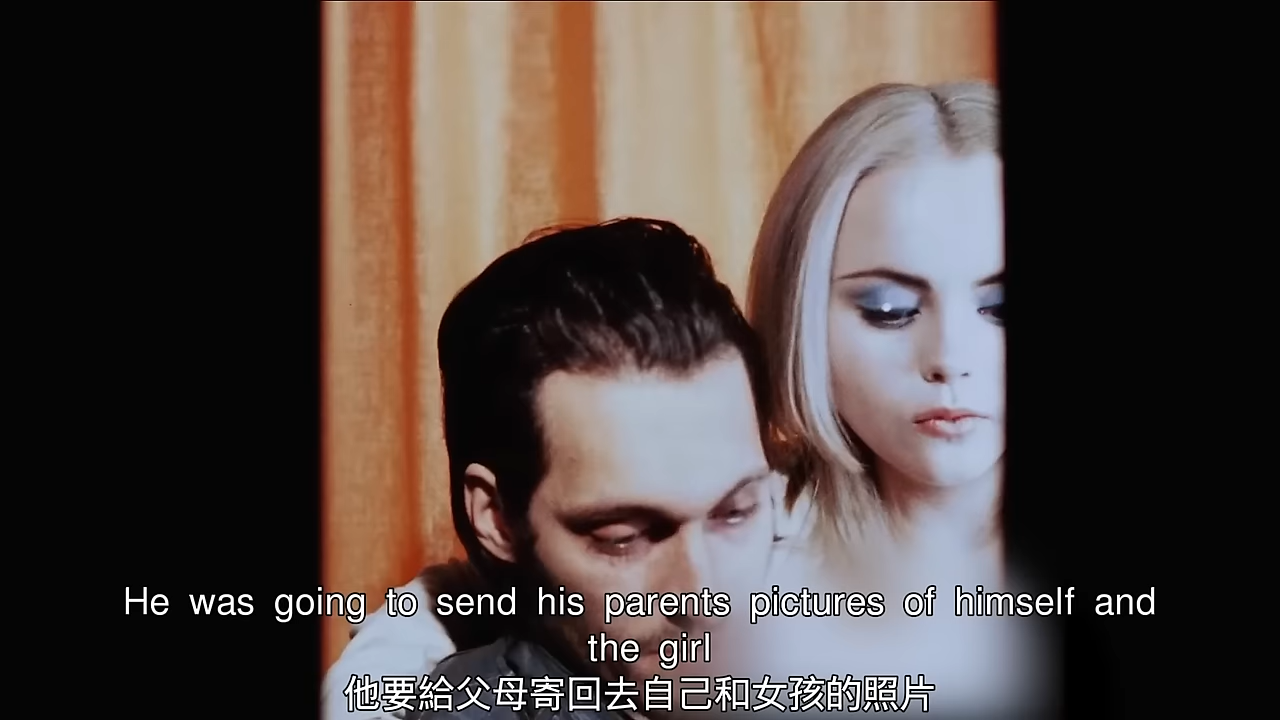 He was going to send his parents pictures of himself and
the girl
他要給父母寄回去自己和女孩的照片